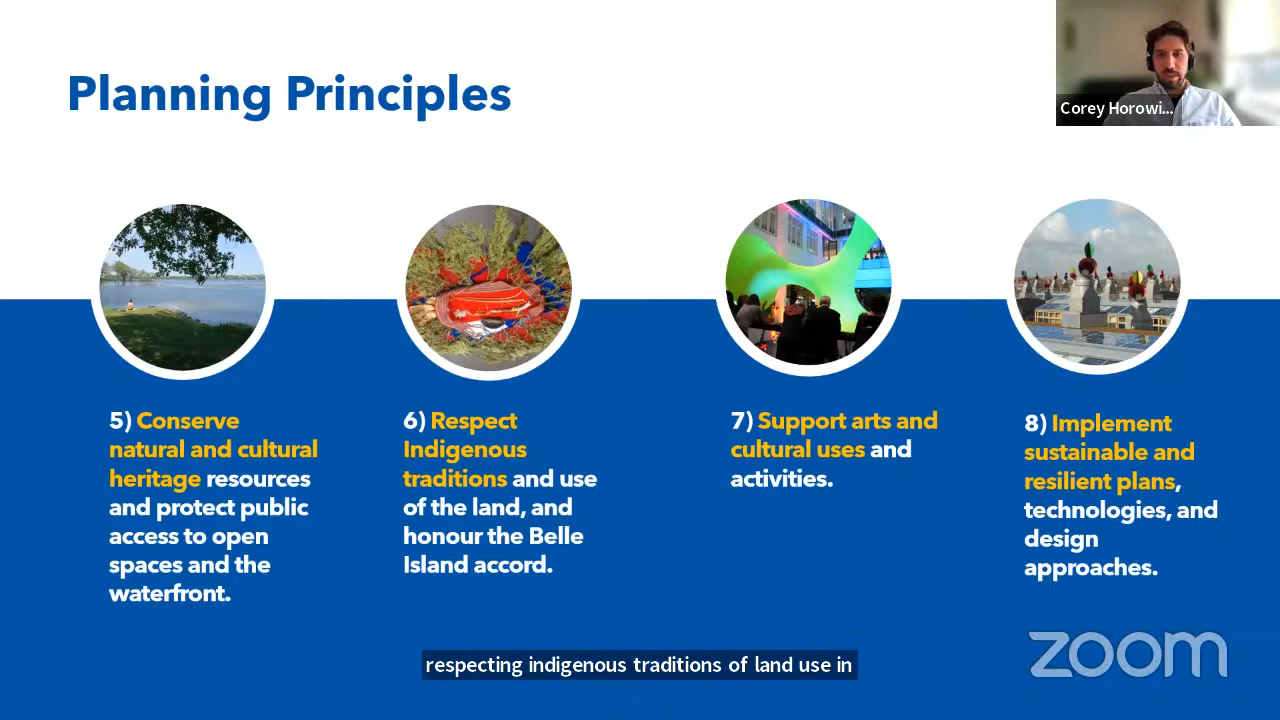 Planning Principles
Corey Horowi...
5) Conserve
natural and cultural
heritage resources
and protect public
access to open
spaces and the
waterfront.
6) Respect
Indigenous
traditions and use
of the land, and
honour the Belle
Island accord.
7) Support arts and
cultural uses and
activities.
8) Implement
sustainable and
resilient plans,
technologies, and
design
approaches.
respecting indigenous traditions of land use in
zoom